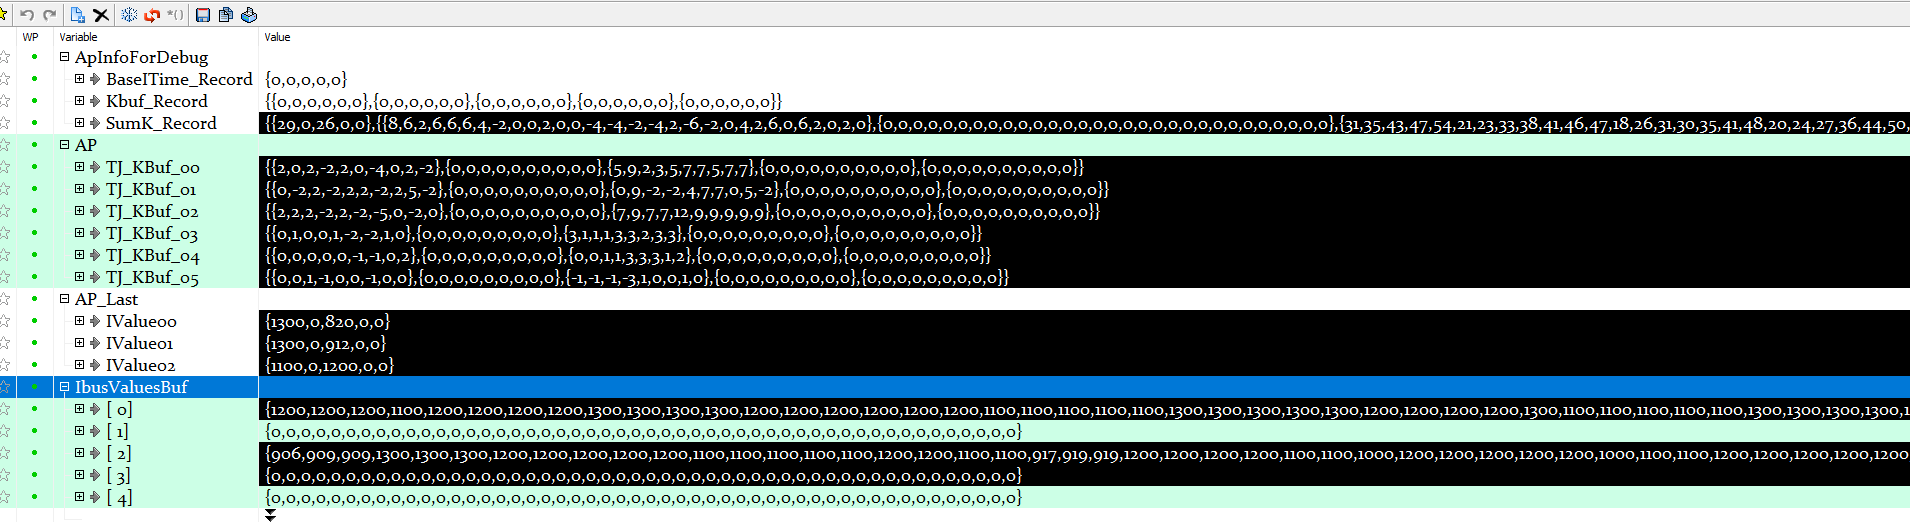 *()
WP Variable Value
ApInfoForDebug
BaseITime_Record {0,0,0,0,0}
Kbuf_Record {{0,0,0,0,0,0},{0,0,0,0,0,0},{0,0,0,0,0,0},{0,0,0,0,0,0},{0,0,0,0,0,0}}
SumK_Record {{29,0,26,0,0},{{8,6,2,6,6,6,4,-2,0,0,2,0,0,-4,-4,-2,-4,2,-6,-2,0,4,2,6,0,6,2,0,2,0},{0,0,0,0,0,0,0,0,0,0,0,0,0,0,0,0,0,0,0,0,0,0,0,0,0,0,0,0,0,0},{31,35,43,47,54,21,23,33,38,41,46,47,18,26,31,30,35,41,48,20,24,27,36,44,50,
AP
TJ_KBuf_00 {{2,0,2,-2,2,0,-4,0,2,-2},{0,0,0,0,0,0,0,0,0,0},{5,9,2,3,5,7,7,5,7,7},{0,0,0,0,0,0,0,0,0,0},{0,0,0,0,0,0,0,0,0,0}}
TJ_KBuf_01 {{0,-2,2,-2,2,2,-2,2,5,-2},{0,0,0,0,0,0,0,0,0,0},{0,9,-2,-2,4,7,7,0,5,-2},{0,0,0,0,0,0,0,0,0,0},{0,0,0,0,0,0,0,0,0,0}}
TJ_KBuf_02 {{2,2,2,-2,2,-2,-5,0,-2,0},{0,0,0,0,0,0,0,0,0,0},{7,9,7,7,12,9,9,9,9,9},{0,0,0,0,0,0,0,0,0,0},{0,0,0,0,0,0,0,0,0,0}}
TJ_KBuf_03 {{0,1,0,0,1,-2,-2,1,0},{0,0,0,0,0,0,0,0,0},{3,1,1,1,3,3,2,3,3},{0,0,0,0,0,0,0,0,0},{0,0,0,0,0,0,0,0,0}}
TJ_KBuf_04 {{0,0,0,0,0,-1,-1,0,2},{0,0,0,0,0,0,0,0,0},{0,0,1,1,3,3,3,1,2},{0,0,0,0,0,0,0,0,0},{0,0,0,0,0,0,0,0,0}}
TJ_KBuf_05 {{0,0,1,-1,0,0,-1,0,0},{0,0,0,0,0,0,0,0,0},{-1,-1,-1,-3,1,0,0,1,0},{0,0,0,0,0,0,0,0,0},{0,0,0,0,0,0,0,0,0}}
AP_Last
IValue00 {1300,0,820,0,0}
IValue01 {1300,0,912,0,0}
IValue02 {1100,0,1200,0,0}
IbusValuesBuf
[ 0] {1200,1200,1200,1100,1200,1200,1200,1200,1300,1300,1300,1300,1200,1200,1200,1200,1200,1200,1100,1100,1100,1100,1100,1300,1300,1300,1300,1300,1200,1200,1200,1200,1300,1100,1100,1100,1100,1100,1300,1300,1300,1300,1
[ 1] {0,0,0,0,0,0,0,0,0,0,0,0,0,0,0,0,0,0,0,0,0,0,0,0,0,0,0,0,0,0,0,0,0,0,0,0,0,0,0,0,0,0,0,0,0,0,0,0,0,0}
[ 2] {906,909,909,1300,1300,1300,1200,1200,1200,1200,1200,1100,1100,1100,1100,1100,1200,1200,1100,1100,917,919,919,1200,1200,1200,1200,1100,1100,1000,1200,1200,1200,1200,1200,1200,1000,1100,1100,1200,1200,1200,1200,1200
[ 3] {0,0,0,0,0,0,0,0,0,0,0,0,0,0,0,0,0,0,0,0,0,0,0,0,0,0,0,0,0,0,0,0,0,0,0,0,0,0,0,0,0,0,0,0,0,0,0,0,0,0}
[ 4] {0,0,0,0,0,0,0,0,0,0,0,0,0,0,0,0,0,0,0,0,0,0,0,0,0,0,0,0,0,0,0,0,0,0,0,0,0,0,0,0,0,0,0,0,0,0,0,0,0,0}